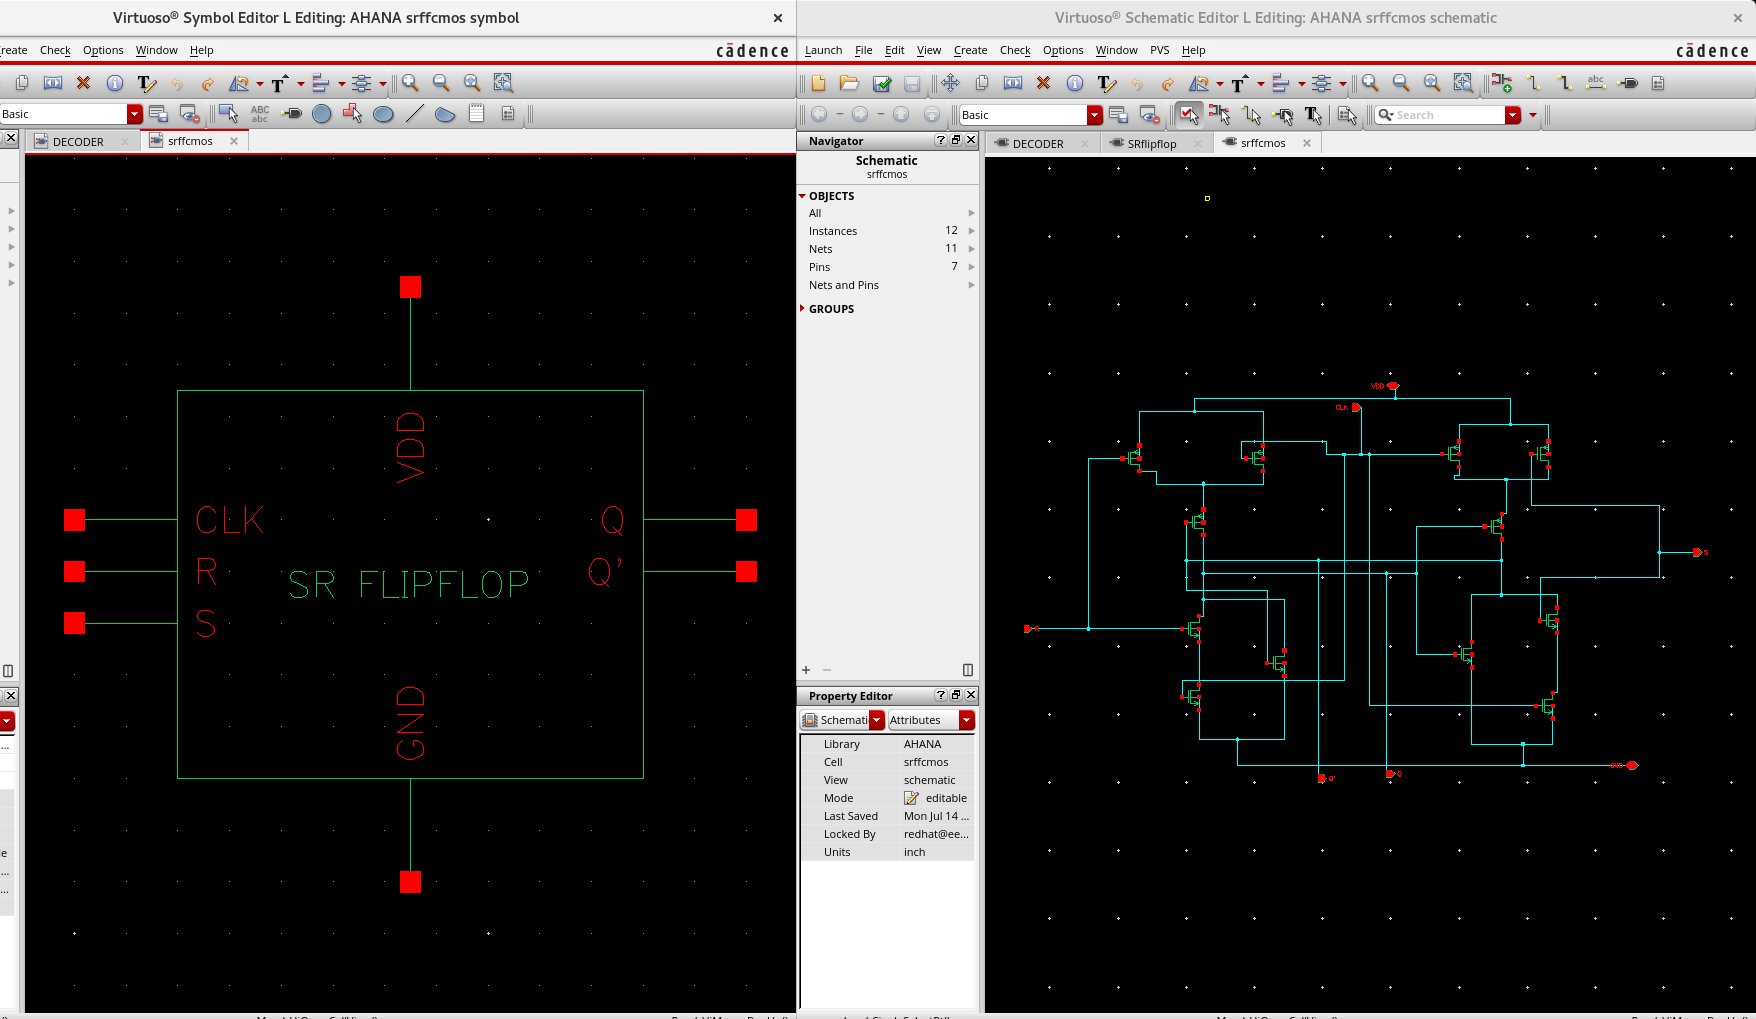 Virtuoso® Symbol Editor L Editing: AHANA srffcmos symbol
reate Check Options Window Help
cādence
Basic
DECODER
srffcmos
VDD
CLK
R
S
Q
Q'
SR FLIPFLOP
GND
Virtuoso® Schematic Editor L Editing: AHANA srffcmos schematic
Launch File Edit View Create Check Options Window PVS Help
cādence
Basic
Search
Navigator
Schematic
srffcmos
OBJECTS
All
Instances 12
Nets 11
Pins 7
Nets and Pins
GROUPS
Property Editor
Schemati Attributes
Library AHANA
Cell srffcmos
View schematic
Mode editable
Last Saved Mon Jul 14 ...
Locked By redhat@ee...
Units inch
DECODER
SRflipflop
srffcmos
VDD
CLK
Q'
Q